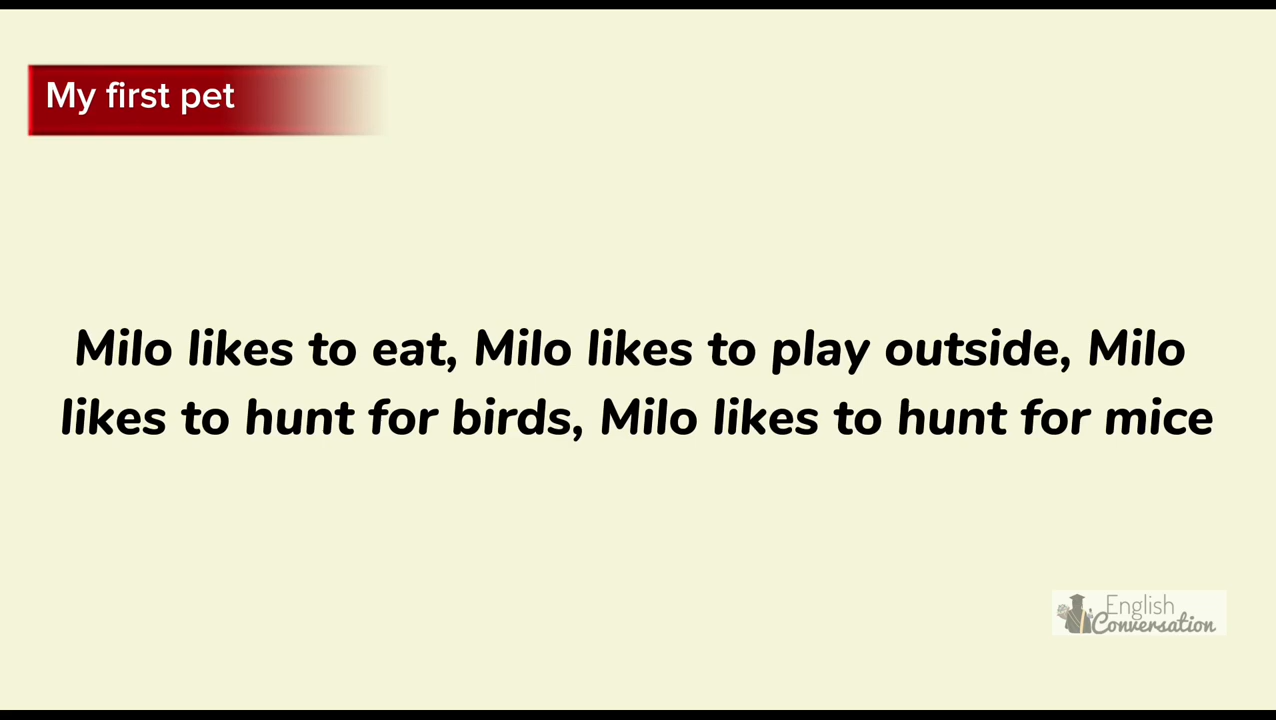 My first pet
Milo likes to eat, Milo likes to play outside, Milo
likes to hunt for birds, Milo likes to hunt for mice
English
Conversation